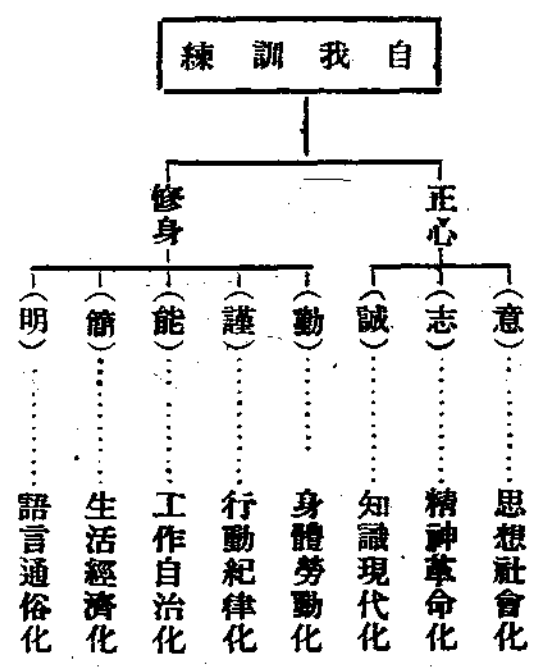 自我訓練
正心
修身
(意)………思想社會化
(志)………精神革命化
(誠)………知識現代化
(勤)………身體勞動化
(謹)………行動紀律化
(能)………工作自治化
(簡)………生活經濟化
(明)………語言通俗化